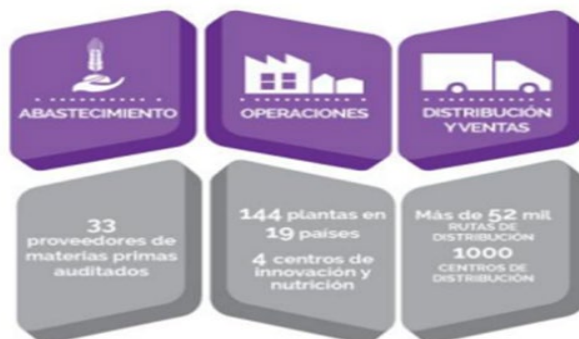 ABASTECIMIENTO
OPERACIONES
DISTRIBUCIÓN
Y VENTAS
33
proveedores de
materias primas
auditados
144 plantas en
19 países
4 centros de
innovación y
nutrición
Más de 52 mil
RUTAS DE
DISTRIBUCIÓN
1000
CENTROS DE
DISTRIBUCIÓN